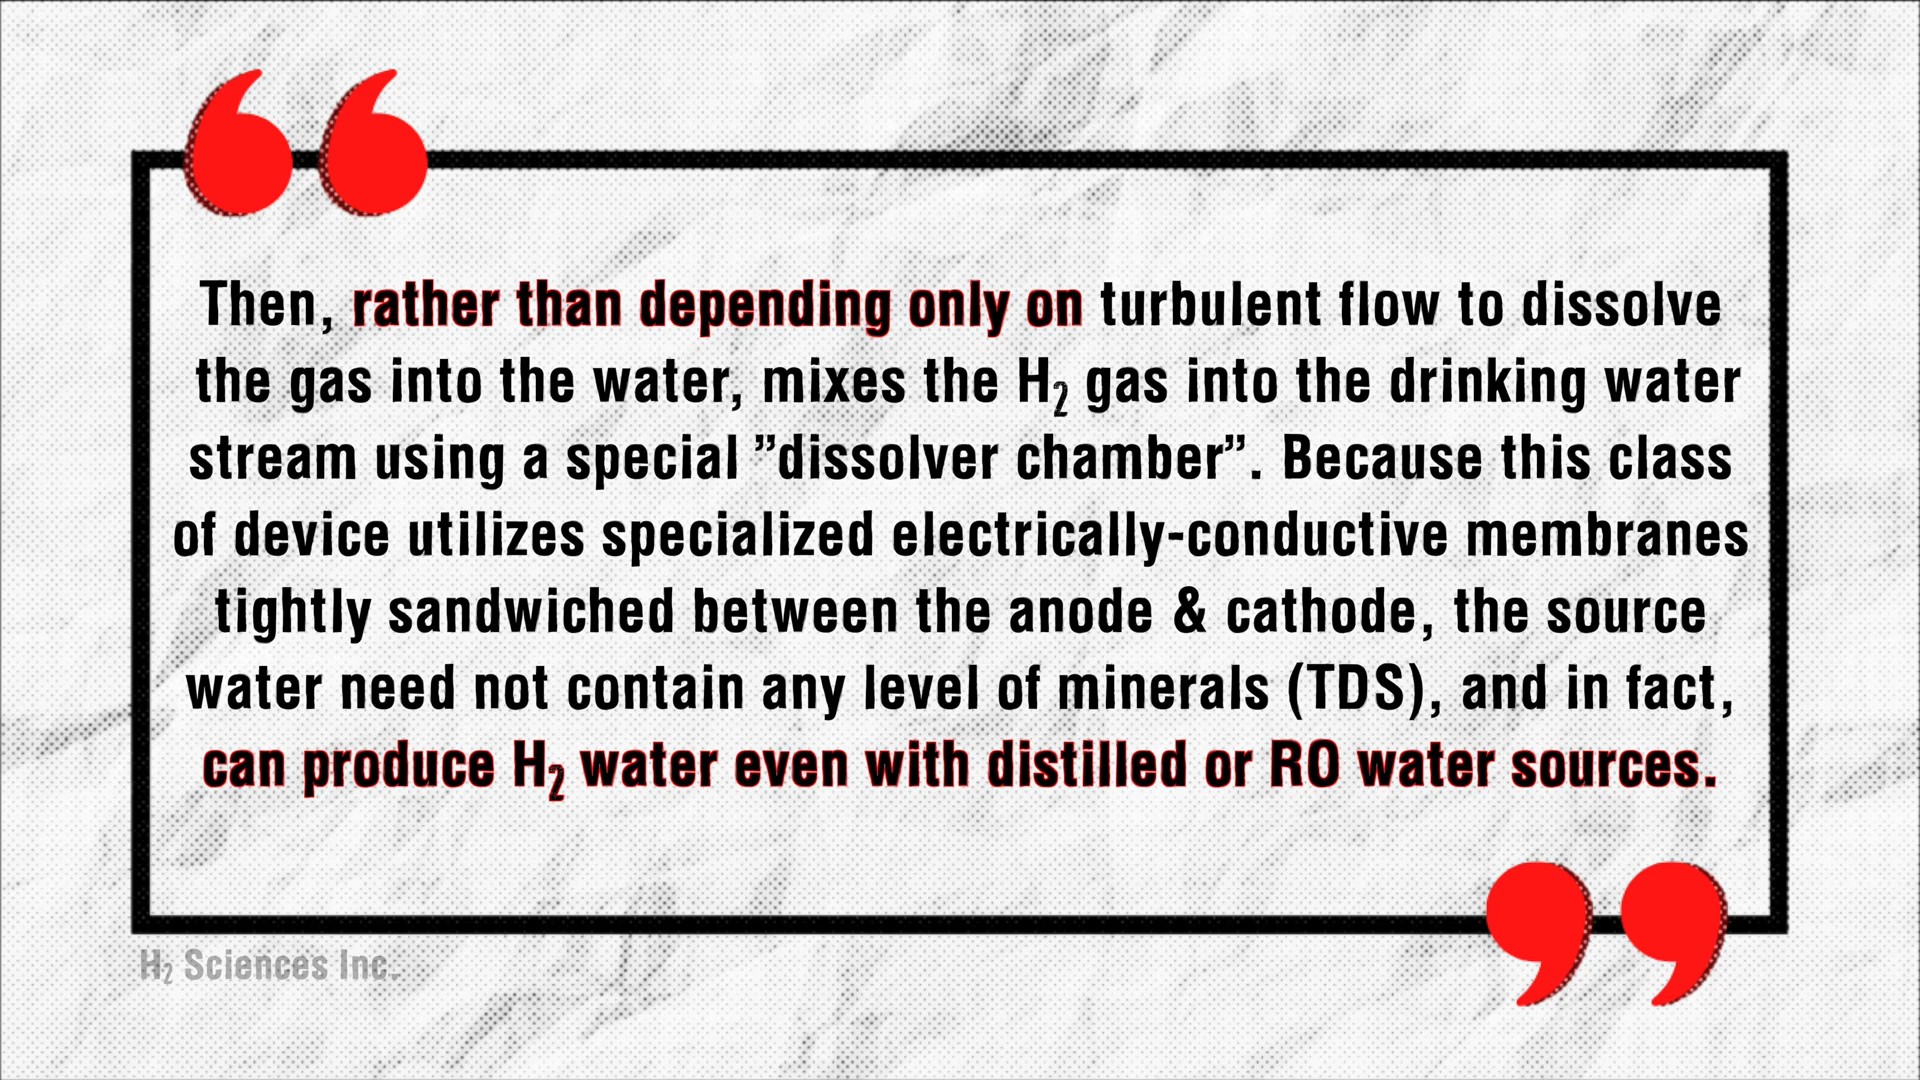 Then, rather than depending only on turbulent flow to dissolve
the gas into the water, mixes the H₂ gas into the drinking water
stream using a special ”dissolver chamber”. Because this class
of device utilizes specialized electrically-conductive membranes
tightly sandwiched between the anode & cathode, the source
water need not contain any level of minerals (TDS), and in fact,
can produce H₂ water even with distilled or RO water sources.
H₂ Sciences Inc.